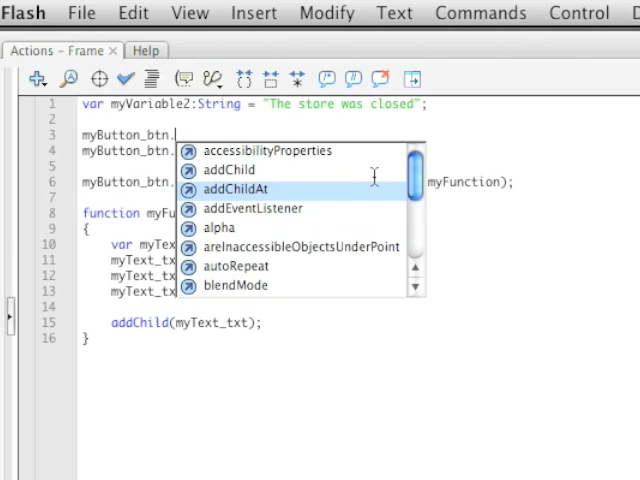 Flash File Edit View Insert Modify Text Commands Control
Actions – Frame × Help
1 var myVariable2:String = "The store was closed";
2
3 myButton_btn.
accessibilityProperties
4 myButton_btn.
5
addChild
6 myButton_btn. myFunction);
addChildAt
7
8 function myFu
addEventListener
9 {
alpha
10 var myTex
areInaccessibleObjectsUnderPoint
11 myText_tx
autoRepeat
12 myText_tx
blendMode
13 myText_tx
14
15 addChild(myText_txt);
16 }